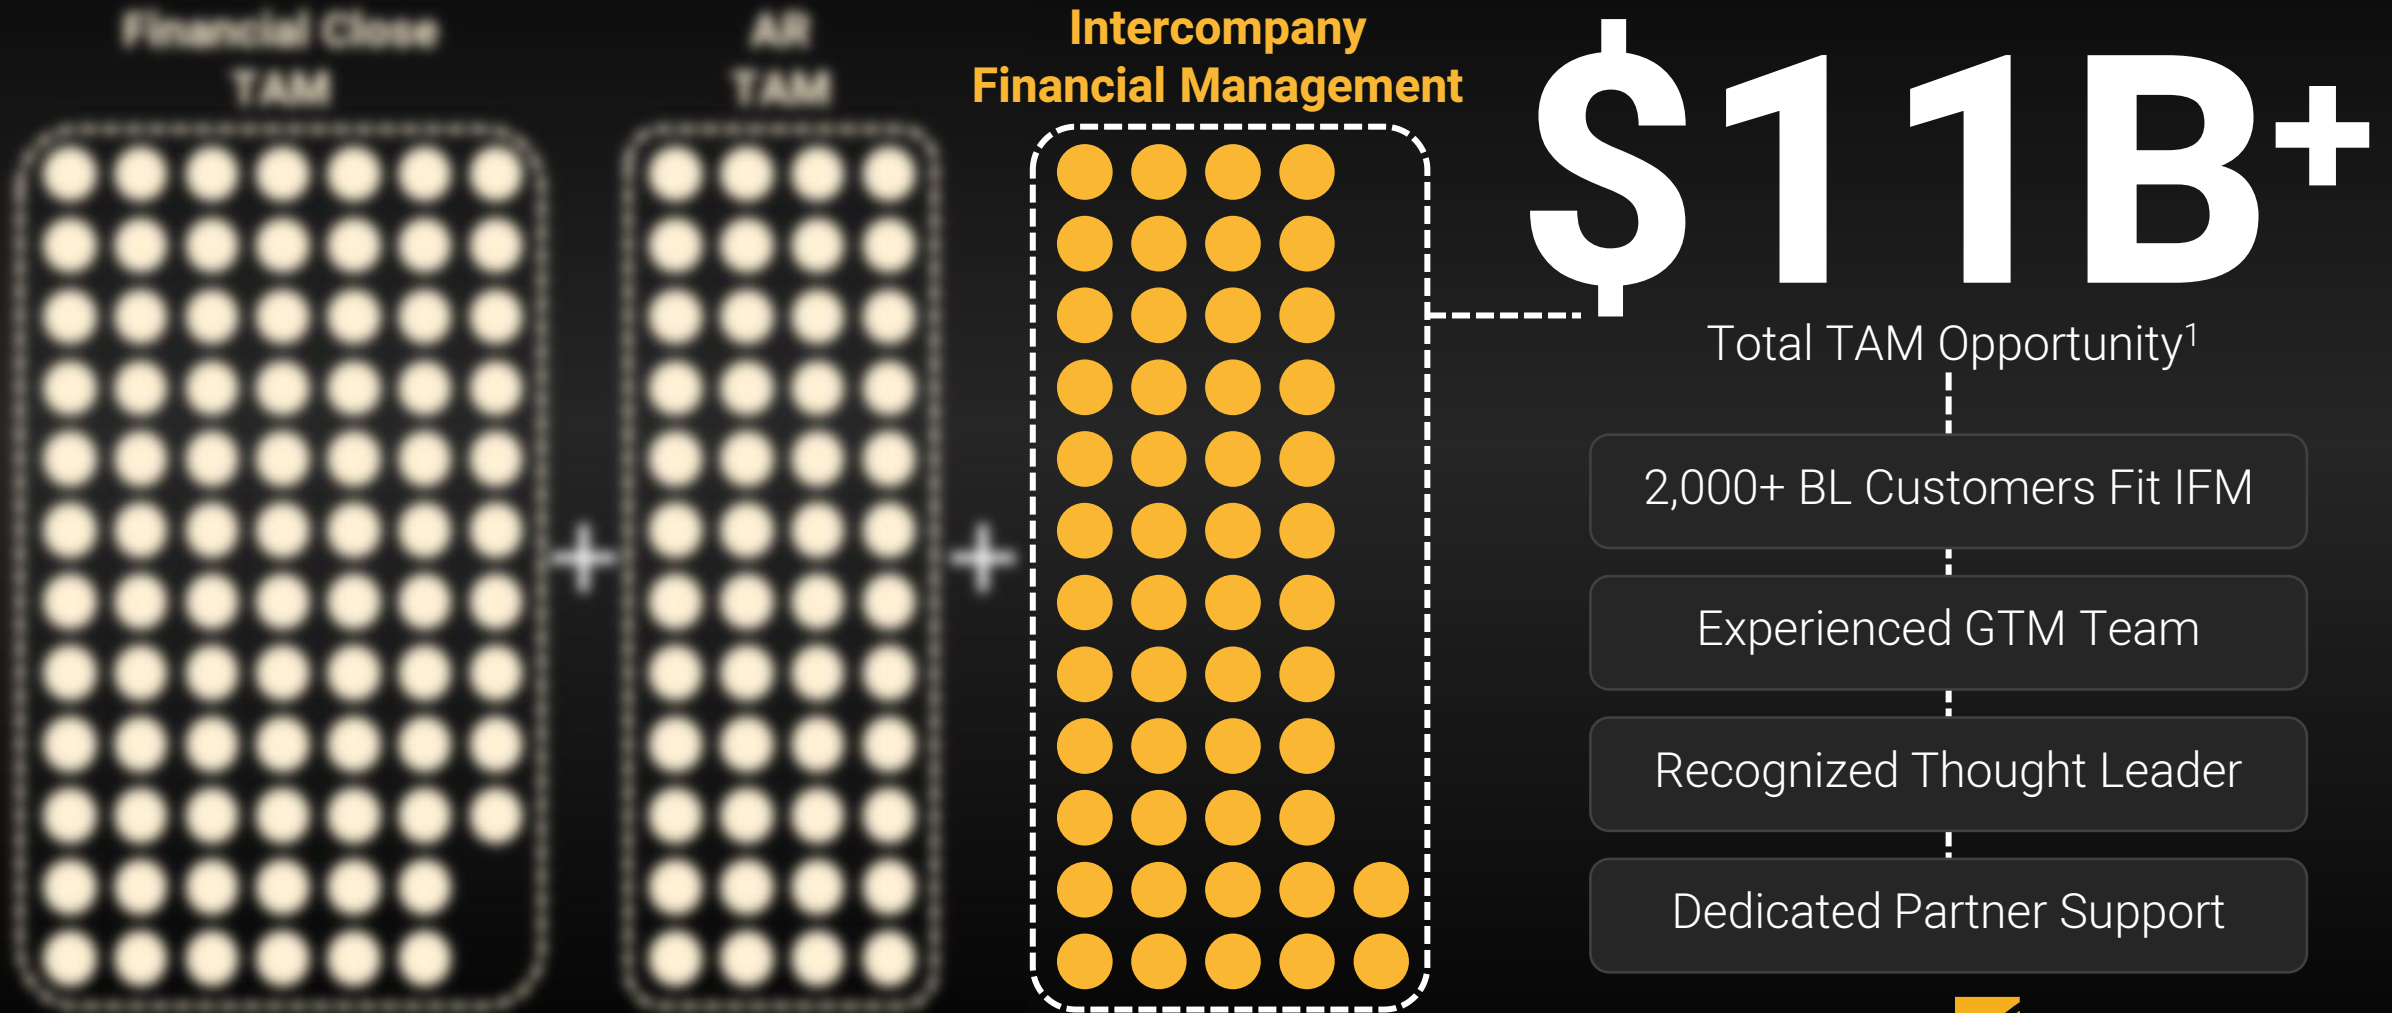 Financial Close
TAM
AR
TAM
Intercompany
Financial Management
+
+
$11B+
Total TAM Opportunity¹
2,000+ BL Customers Fit IFM
Experienced GTM Team
Recognized Thought Leader
Dedicated Partner Support